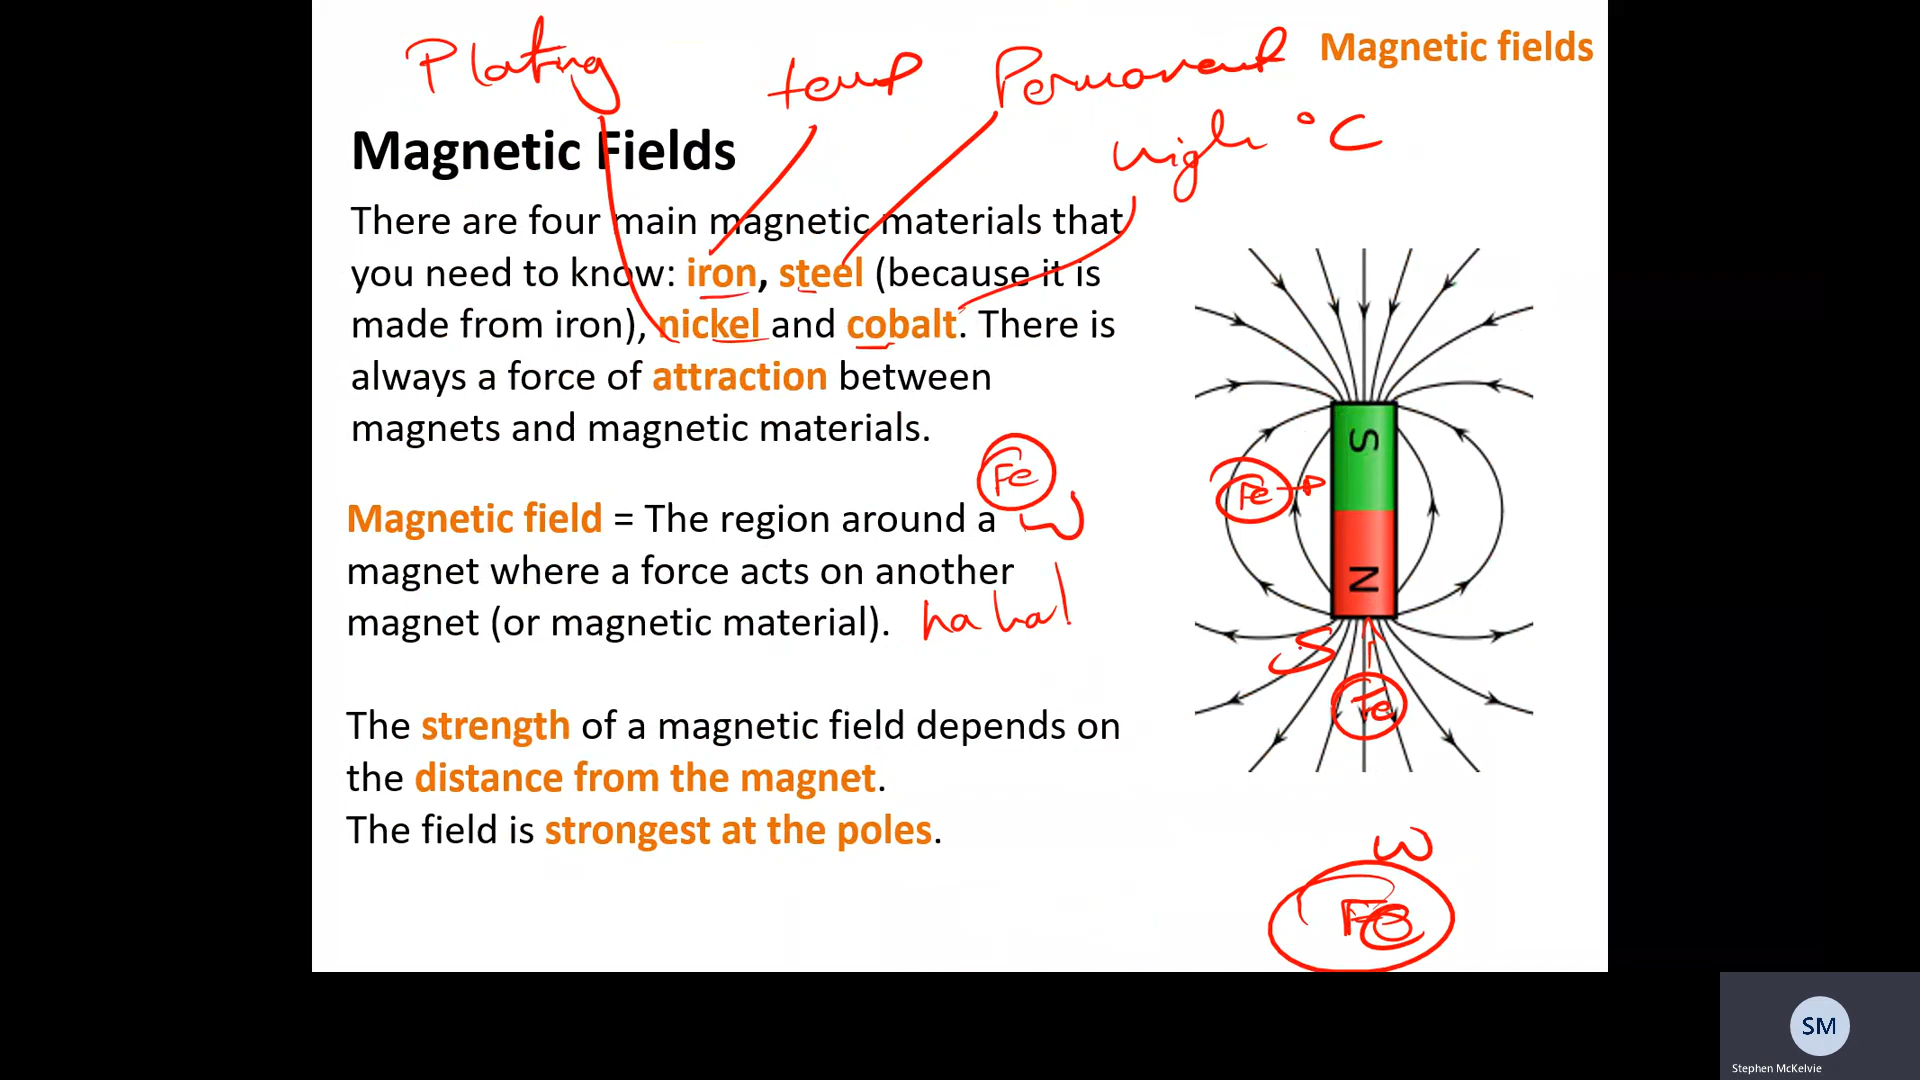 Plating temp Permanent Magnetic fields
high °C
Magnetic Fields
There are four main magnetic materials that
you need to know: iron, steel (because it is
made from iron), nickel and cobalt. There is
always a force of attraction between
magnets and magnetic materials.
Fe
S
Fe
Magnetic field = The region around a
W
magnet where a force acts on another
N
magnet (or magnetic material). ha ha!
S
Fe
The strength of a magnetic field depends on
the distance from the magnet.
The field is strongest at the poles.
W
Fe
SM
Stephen McKelvie